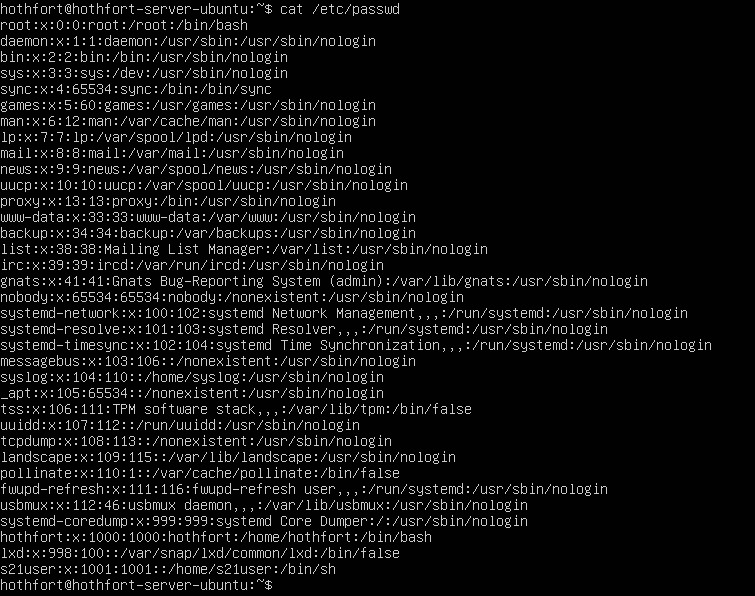 hothfort@hothfort-server-ubuntu:~$ cat /etc/passwd
root:x:0:0:root:/root:/bin/bash
daemon:x:1:1:daemon:/usr/sbin:/usr/sbin/nologin
bin:x:2:2:bin:/bin:/usr/sbin/nologin
sys:x:3:3:sys:/dev:/usr/sbin/nologin
sync:x:4:65534:sync:/bin:/bin/sync
games:x:5:60:games:/usr/games:/usr/sbin/nologin
man:x:6:12:man:/var/cache/man:/usr/sbin/nologin
lp:x:7:7:lp:/var/spool/lpd:/usr/sbin/nologin
mail:x:8:8:mail:/var/mail:/usr/sbin/nologin
news:x:9:9:news:/var/spool/news:/usr/sbin/nologin
uucp:x:10:10:uucp:/var/spool/uucp:/usr/sbin/nologin
proxy:x:13:13:proxy:/bin:/usr/sbin/nologin
www-data:x:33:33:www-data:/var/www:/usr/sbin/nologin
backup:x:34:34:backup:/var/backups:/usr/sbin/nologin
list:x:38:38:Mailing List Manager:/var/list:/usr/sbin/nologin
irc:x:39:39:ircd:/var/run/ircd:/usr/sbin/nologin
gnats:x:41:41:Gnats Bug-Reporting System (admin):/var/lib/gnats:/usr/sbin/nologin
nobody:x:65534:65534:nobody:/nonexistent:/usr/sbin/nologin
systemd-network:x:100:102:systemd Network Management,,,:/run/systemd:/usr/sbin/nologin
systemd-resolve:x:101:103:systemd Resolver,,,:/run/systemd:/usr/sbin/nologin
systemd-timesync:x:102:104:systemd Time Synchronization,,,:/run/systemd:/usr/sbin/nologin
messagebus:x:103:106::/nonexistent:/usr/sbin/nologin
syslog:x:104:110::/home/syslog:/usr/sbin/nologin
_apt:x:105:65534::/nonexistent:/usr/sbin/nologin
tss:x:106:111:TPM software stack,,,:/var/lib/tpm:/bin/false
uuidd:x:107:112::/run/uuidd:/usr/sbin/nologin
tcpdump:x:108:113::/nonexistent:/usr/sbin/nologin
landscape:x:109:115::/var/lib/landscape:/usr/sbin/nologin
pollinate:x:110:1::/var/cache/pollinate:/bin/false
fwupd-refresh:x:111:116:fwupd-refresh user,,,:/run/systemd:/usr/sbin/nologin
usbmux:x:112:46:usbmux daemon,,,:/var/lib/usbmux:/usr/sbin/nologin
systemd-coredump:x:999:999:systemd Core Dumper:/:/usr/sbin/nologin
hothfort:x:1000:1000:hothfort:/home/hothfort:/bin/bash
lxd:x:998:100::/var/snap/lxd/common/lxd:/bin/false
s21user:x:1001:1001::/home/s21user:/bin/sh
hothfort@hothfort-server-ubuntu:~$